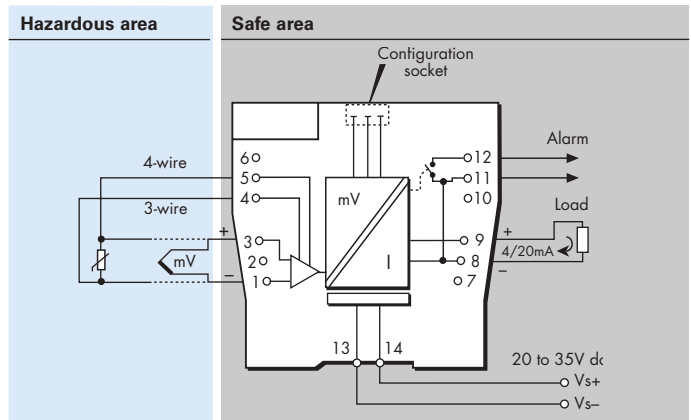 Hazardous area
Safe area
Configuration
socket
6
12
Alarm
4-wire
5
11
mV
4
10
Load
3-wire
+
+
3
9
4/20mA
mV
2
I
8
–
–
1
7
13
14
20 to 35V dc
Vs+
Vs–